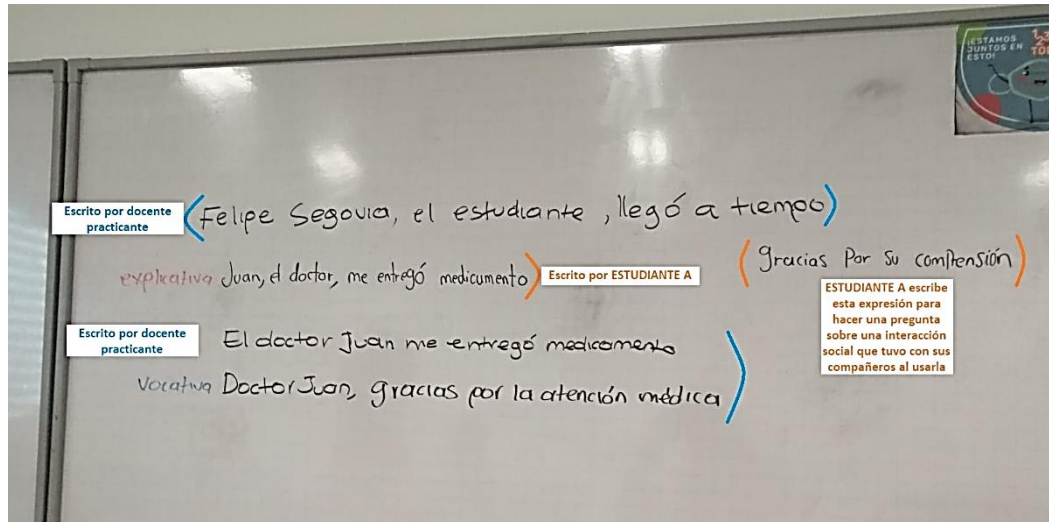 ¡ESTAMOS
JUNTOS EN
ESTO!
Escrito por docente
practicante
Felipe Segovia, el estudiante, llegó a tiempo
explicativa Juan, el doctor, me entregó medicamento
Escrito por ESTUDIANTE A
gracias Por su comprensión
ESTUDIANTE A escribe
esta expresión para
hacer una pregunta
sobre una interacción
social que tuvo con sus
compañeros al usarla
Escrito por docente
practicante
El doctor Juan me entregó medicamento
Vocativa Doctor Juan, gracias por la atención médica